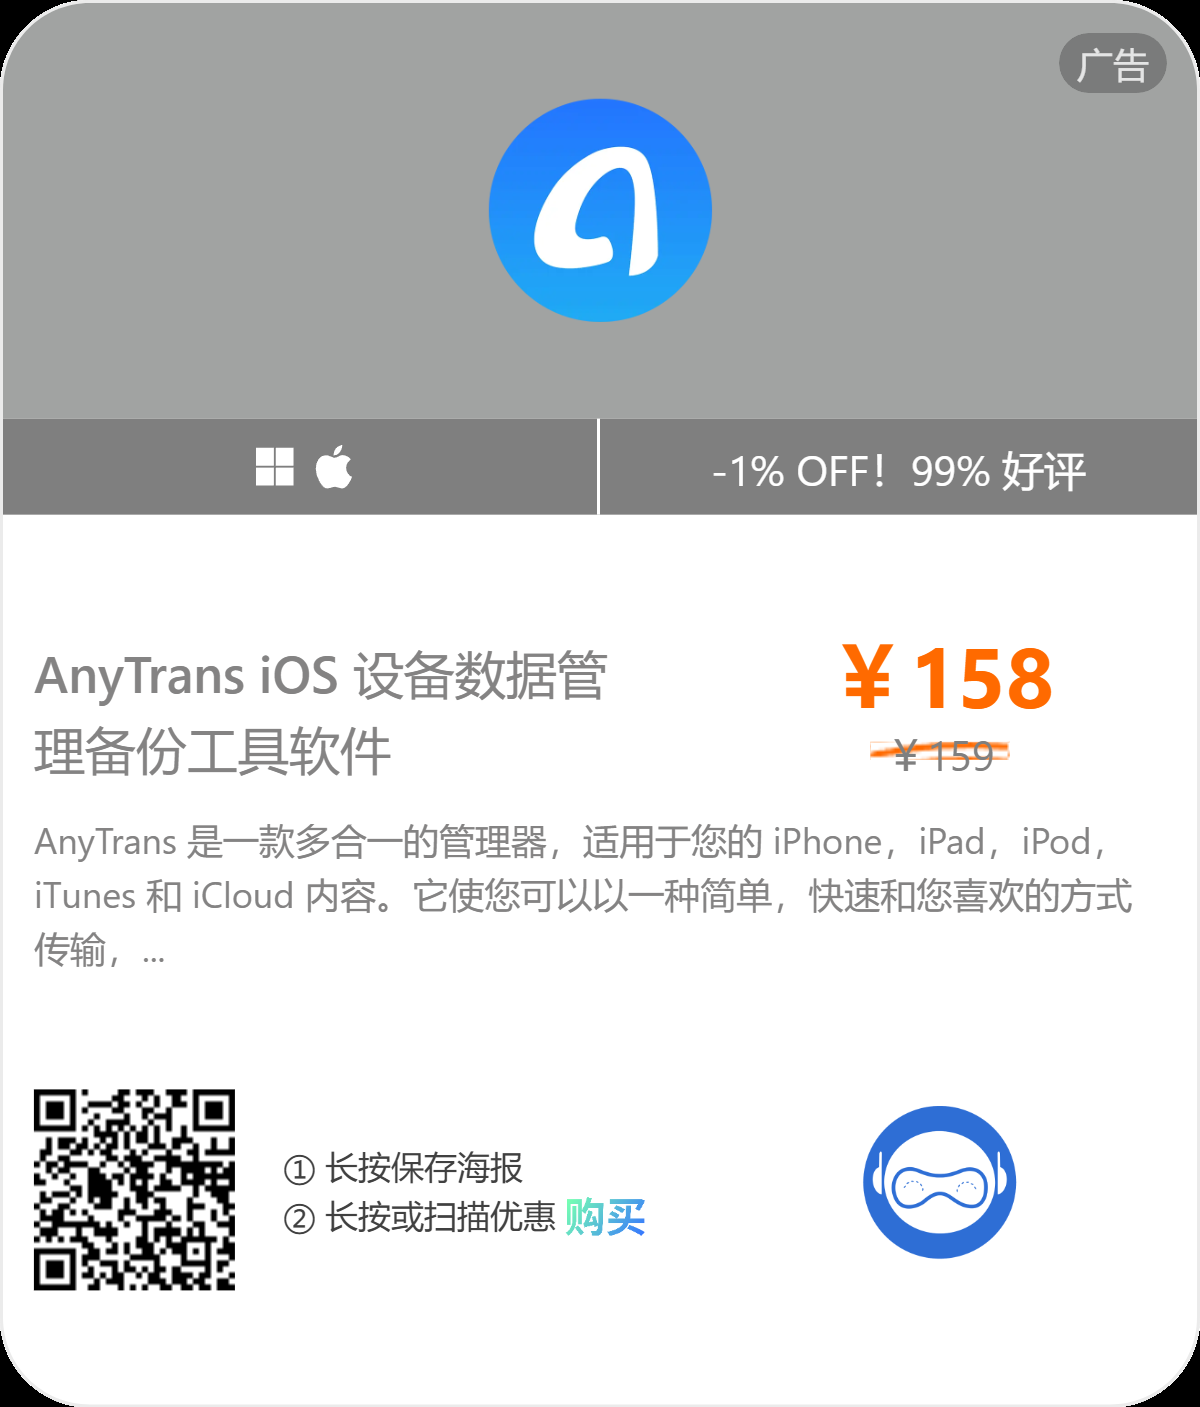 广告
-1% OFF！99% 好评
AnyTrans iOS 设备数据管
理备份工具软件
￥158
￥159
AnyTrans 是一款多合一的管理器，适用于您的 iPhone，iPad，iPod，
iTunes 和 iCloud 内容。它使您可以以一种简单，快速和您喜欢的方式
传输，...
① 长按保存海报
② 长按或扫描优惠 购买